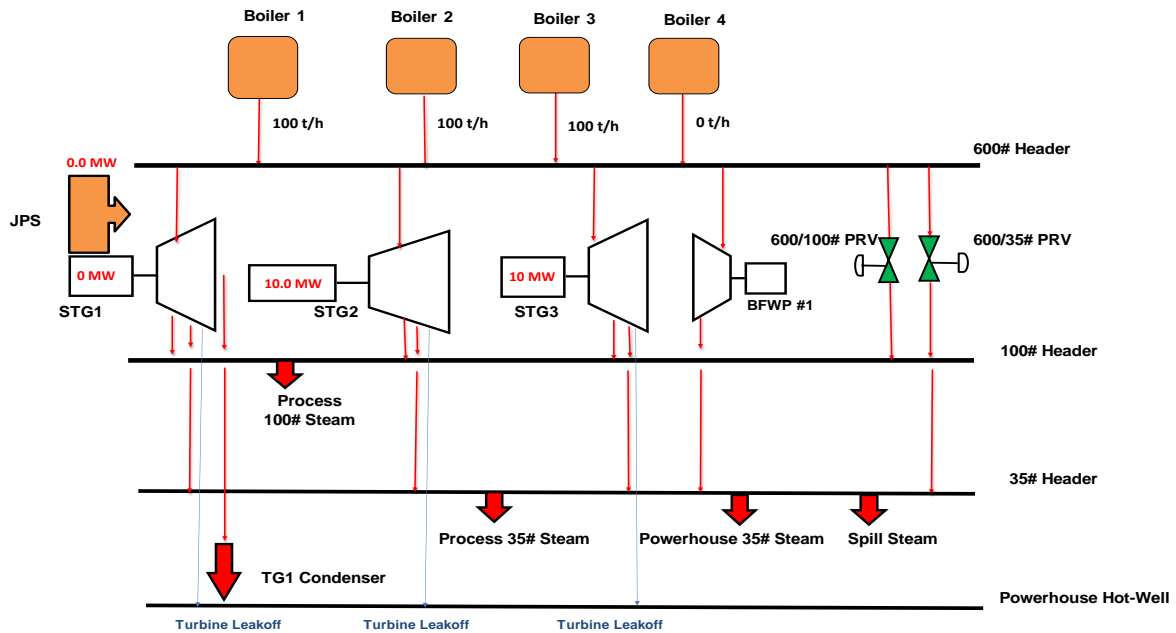 Boiler 1
Boiler 2
Boiler 3
Boiler 4
100 t/h
100 t/h
100 t/h
0 t/h
0.0 MW
600# Header
JPS
600/100# PRV
600/35# PRV
0 MW
10.0 MW
10 MW
STG1
STG2
STG3
BFWP #1
100# Header
Process
100# Steam
35# Header
Process 35# Steam
Powerhouse 35# Steam
Spill Steam
TG1 Condenser
Powerhouse Hot-Well
Turbine Leakoff
Turbine Leakoff
Turbine Leakoff